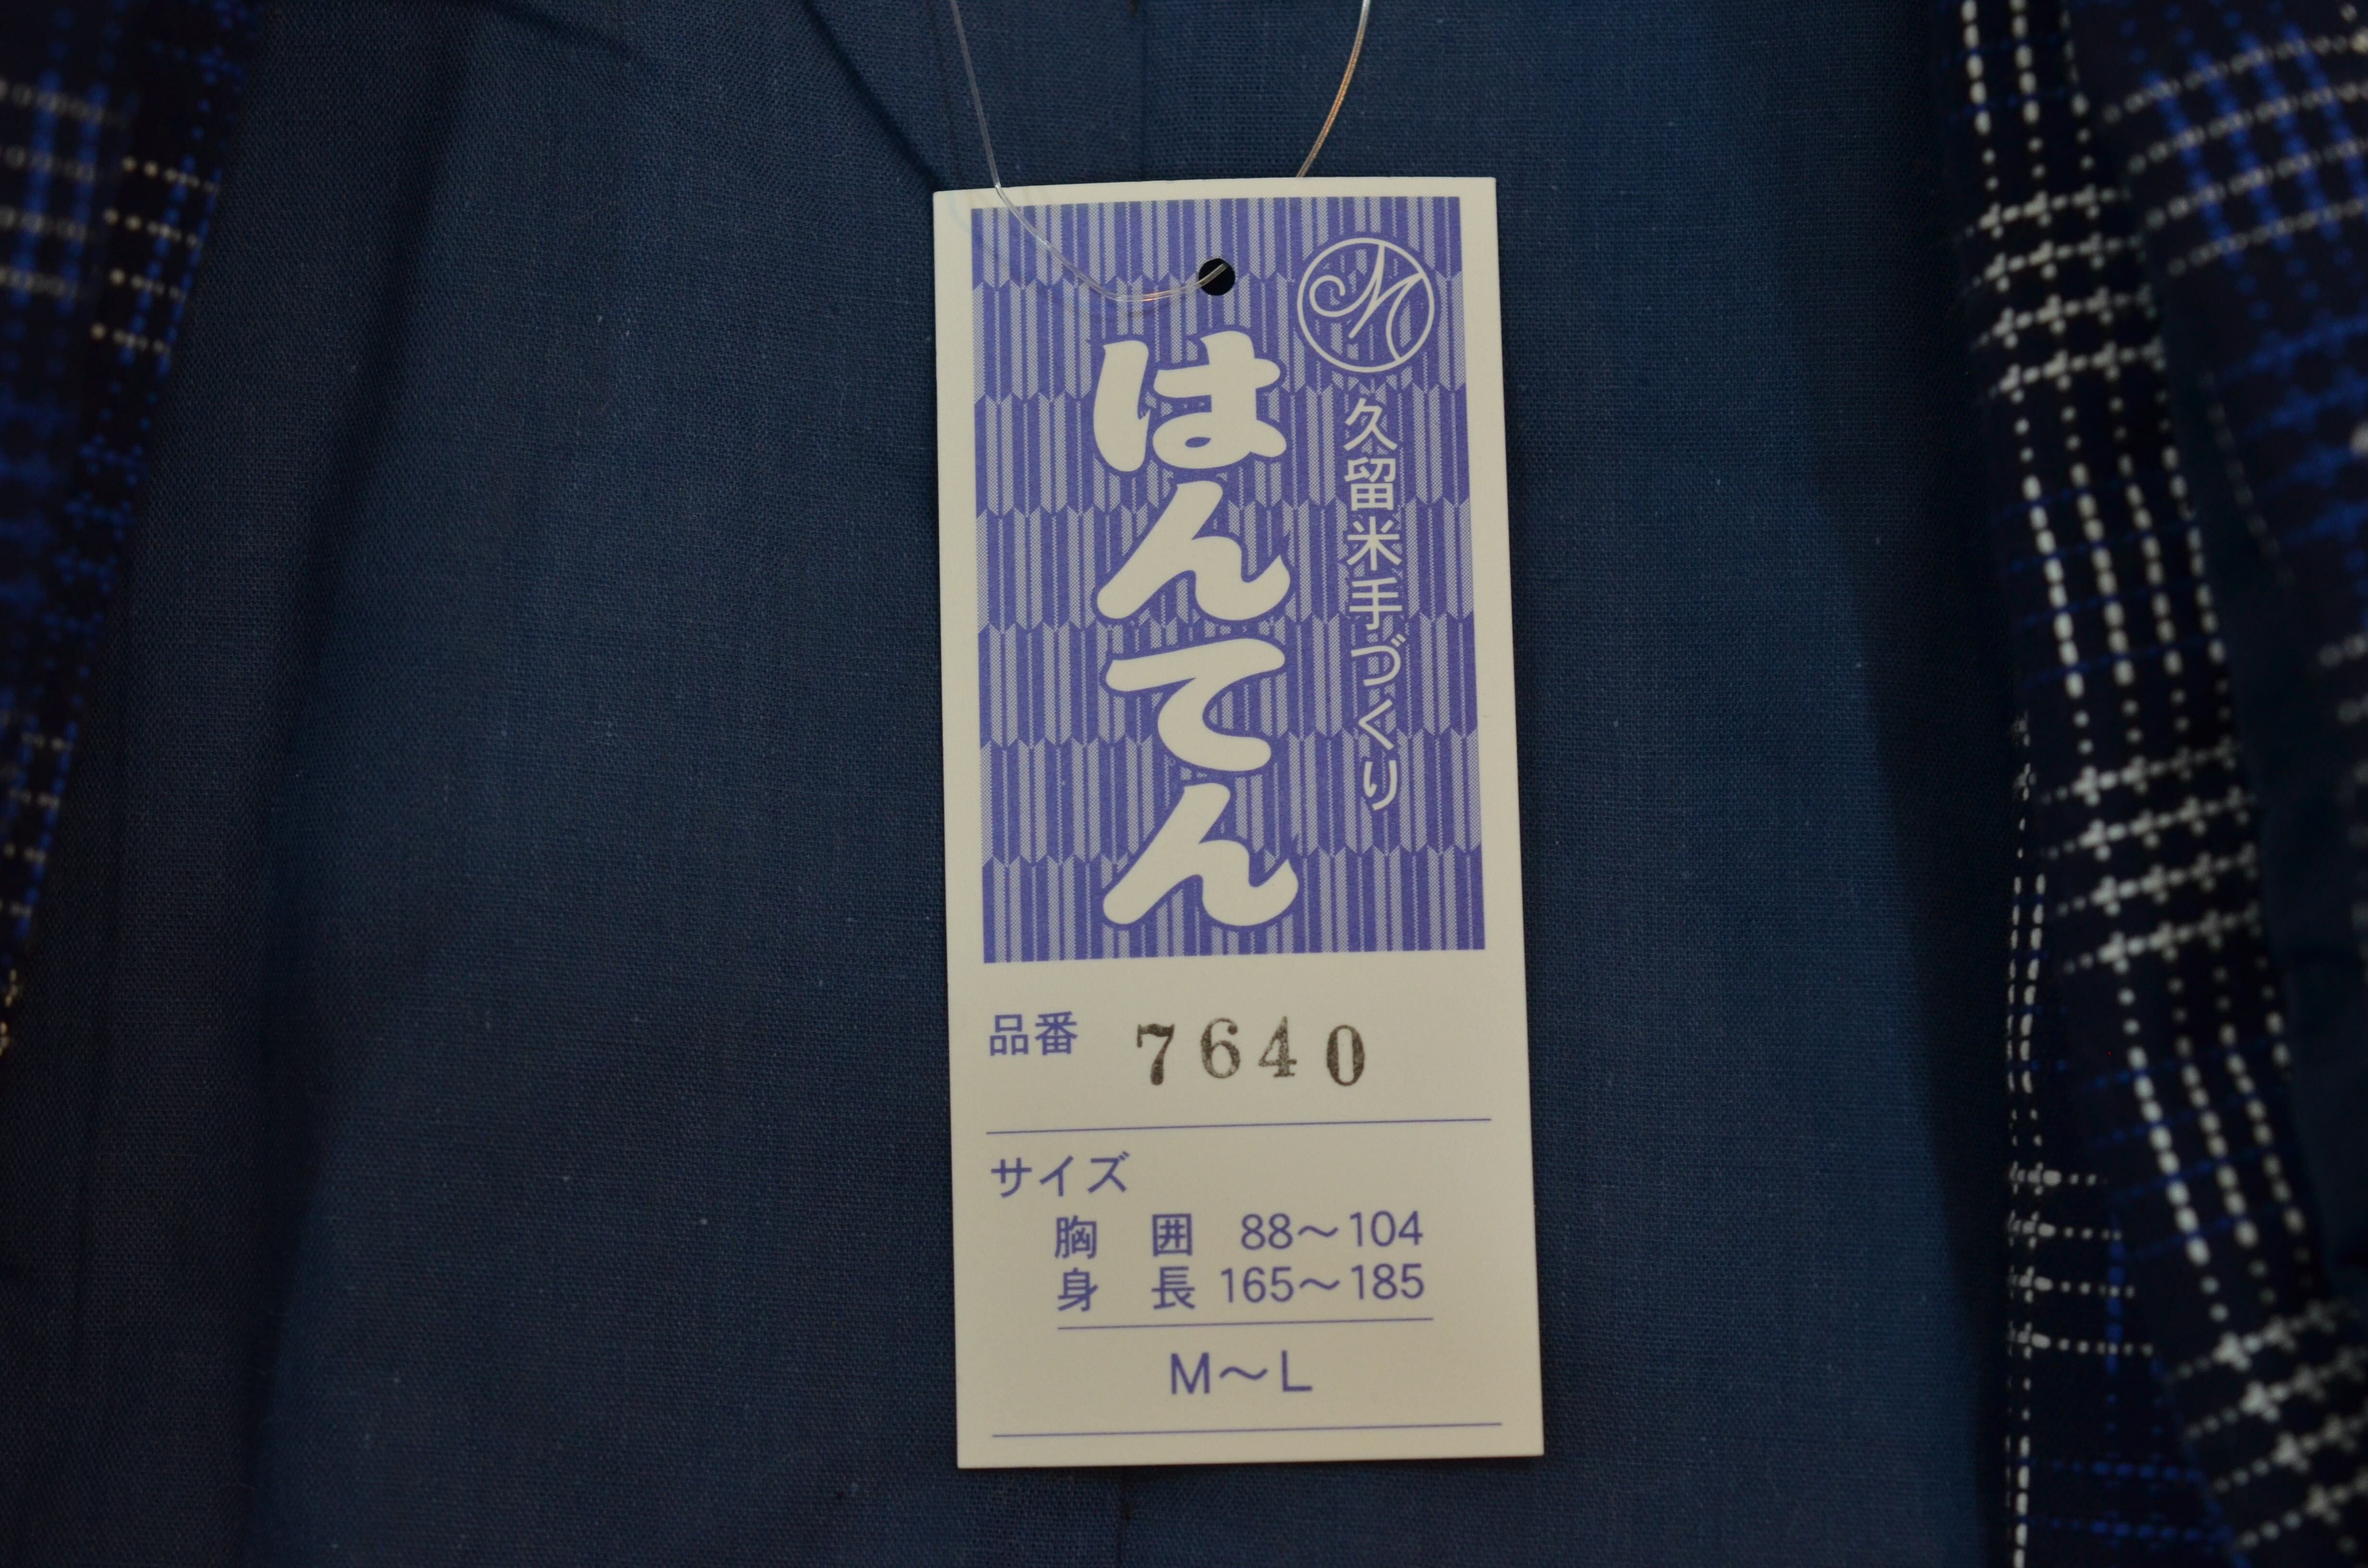 久留米手づくり
はんてん
品番 7640
サイズ
胸囲 88～104
身長 165～185
M～L